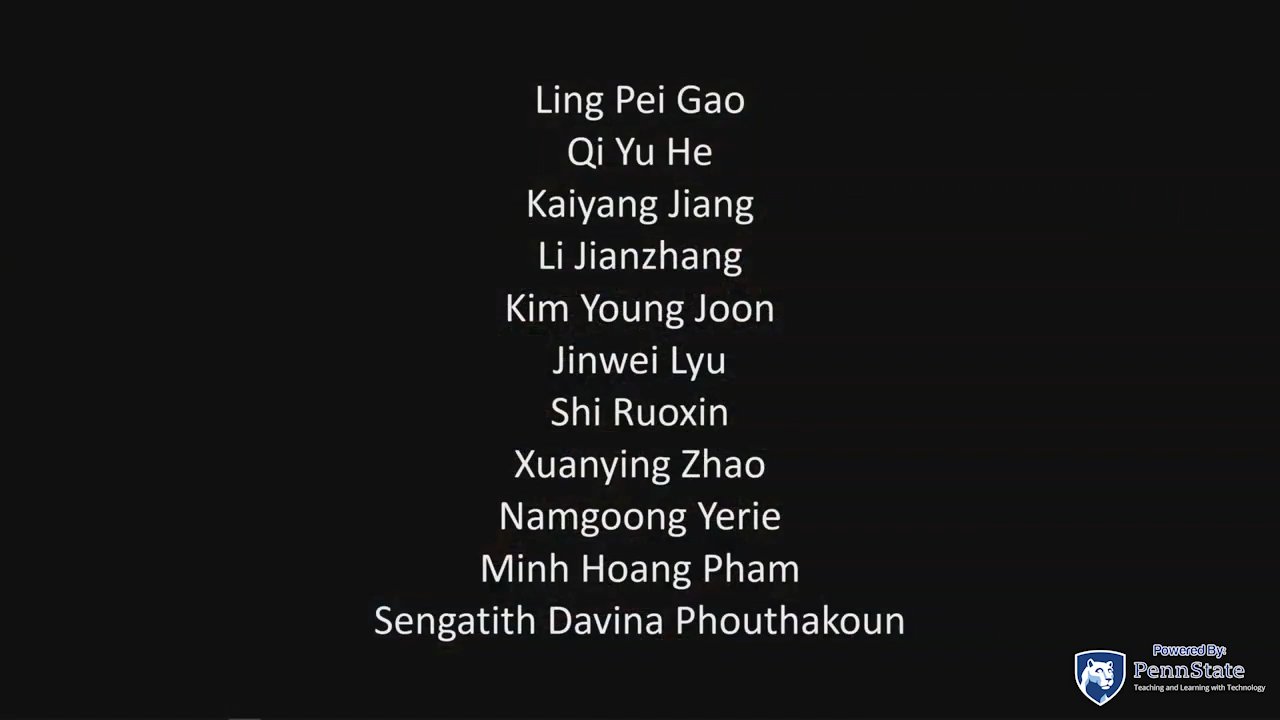 Ling Pei Gao
Qi Yu He
Kaiyang Jiang
Li Jianzhang
Kim Young Joon
Jinwei Lyu
Shi Ruoxin
Xuanying Zhao
Namgoong Yerie
Minh Hoang Pham
Sengatith Davina Phouthakoun
Powered By:
PennState
Teaching and Learning with Technology